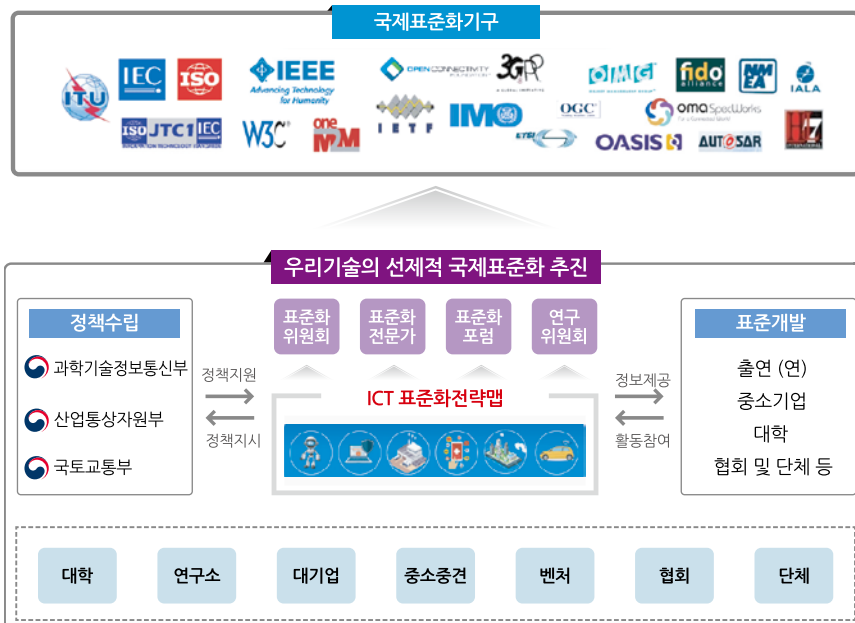 국제표준화기구
ITU
IEC
ISO
IEEE
Advancing Technology
for Humanity
OPEN CONNECTIVITY
3GPP
OMG
fido
alliance
NMEA
IALA
ISO JTC1 IEC
W3C
one
M2M
IETF
IMO
OGC
ETSI
oma SpecWorks
OASIS
AUTOSAR
HL7
INTERNATIONAL
우리기술의 선제적 국제표준화 추진
정책수립
과학기술정보통신부
산업통상자원부
국토교통부
정책지원
정책지시
표준화
위원회
표준화
전문가
표준화
포럼
연구
위원회
ICT 표준화전략맵
정보제공
활동참여
표준개발
출연 (연)
중소기업
대학
협회 및 단체 등
대학
연구소
대기업
중소중견
벤처
협회
단체